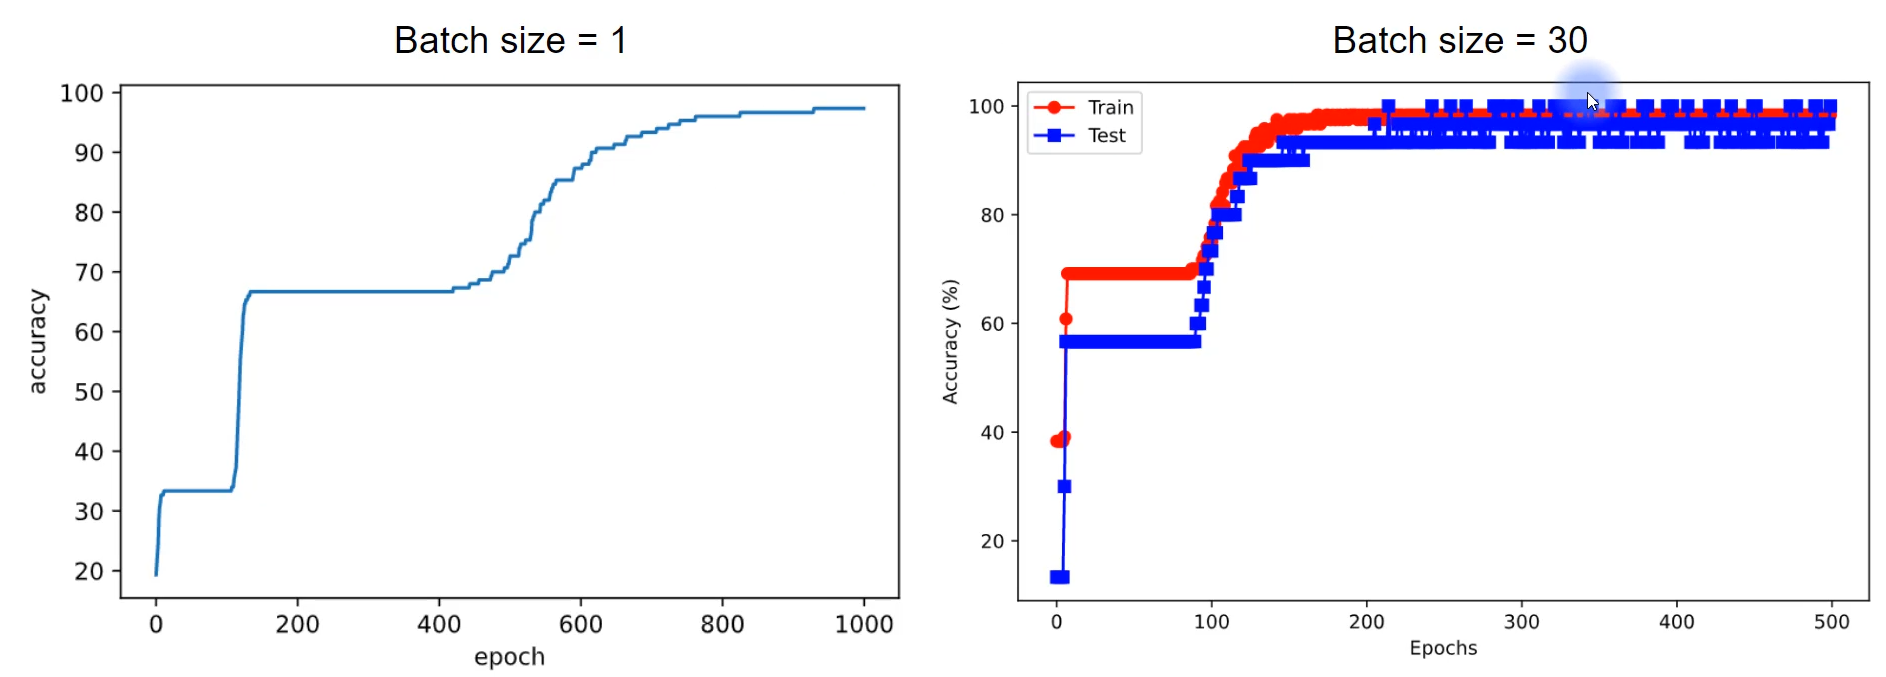 Batch size = 1
100
90
80
70
60
50
40
30
20
accuracy
0 200 400 600 800 1000
epoch
Batch size = 30
Train
Test
100
80
60
40
20
Accuracy (%)
0 100 200 300 400 500
Epochs